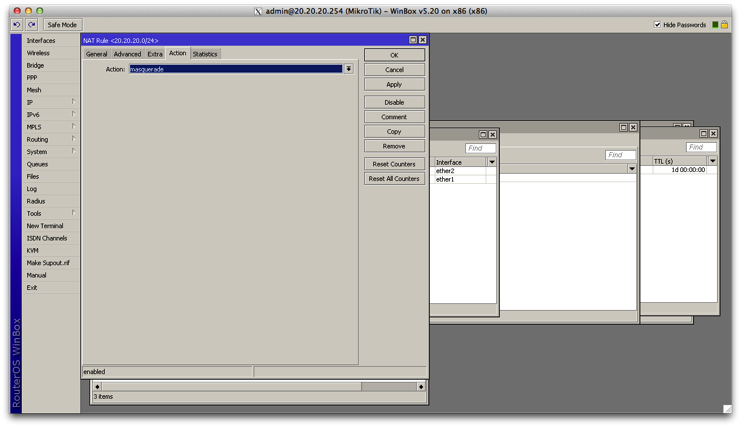 admin@20.20.20.254 (MikroTik) - WinBox v5.20 on x86 (x86)
Safe Mode
Hide Passwords
Interfaces
Wireless
Bridge
PPP
Mesh
IP
IPv6
MPLS
Routing
System
Queues
Files
Log
Radius
Tools
New Terminal
ISDN Channels
KVM
Make Supout.rif
Manual
Exit
RouterOS WinBox
NAT Rule <20.20.20.0/24>
General Advanced Extra Action Statistics
Action: masquerade
OK
Cancel
Apply
Disable
Comment
Copy
Remove
Reset Counters
Reset All Counters
enabled
3 items
Find
Interface
ether2
ether1
Find
Find
TTL (s)
1d 00:00:00